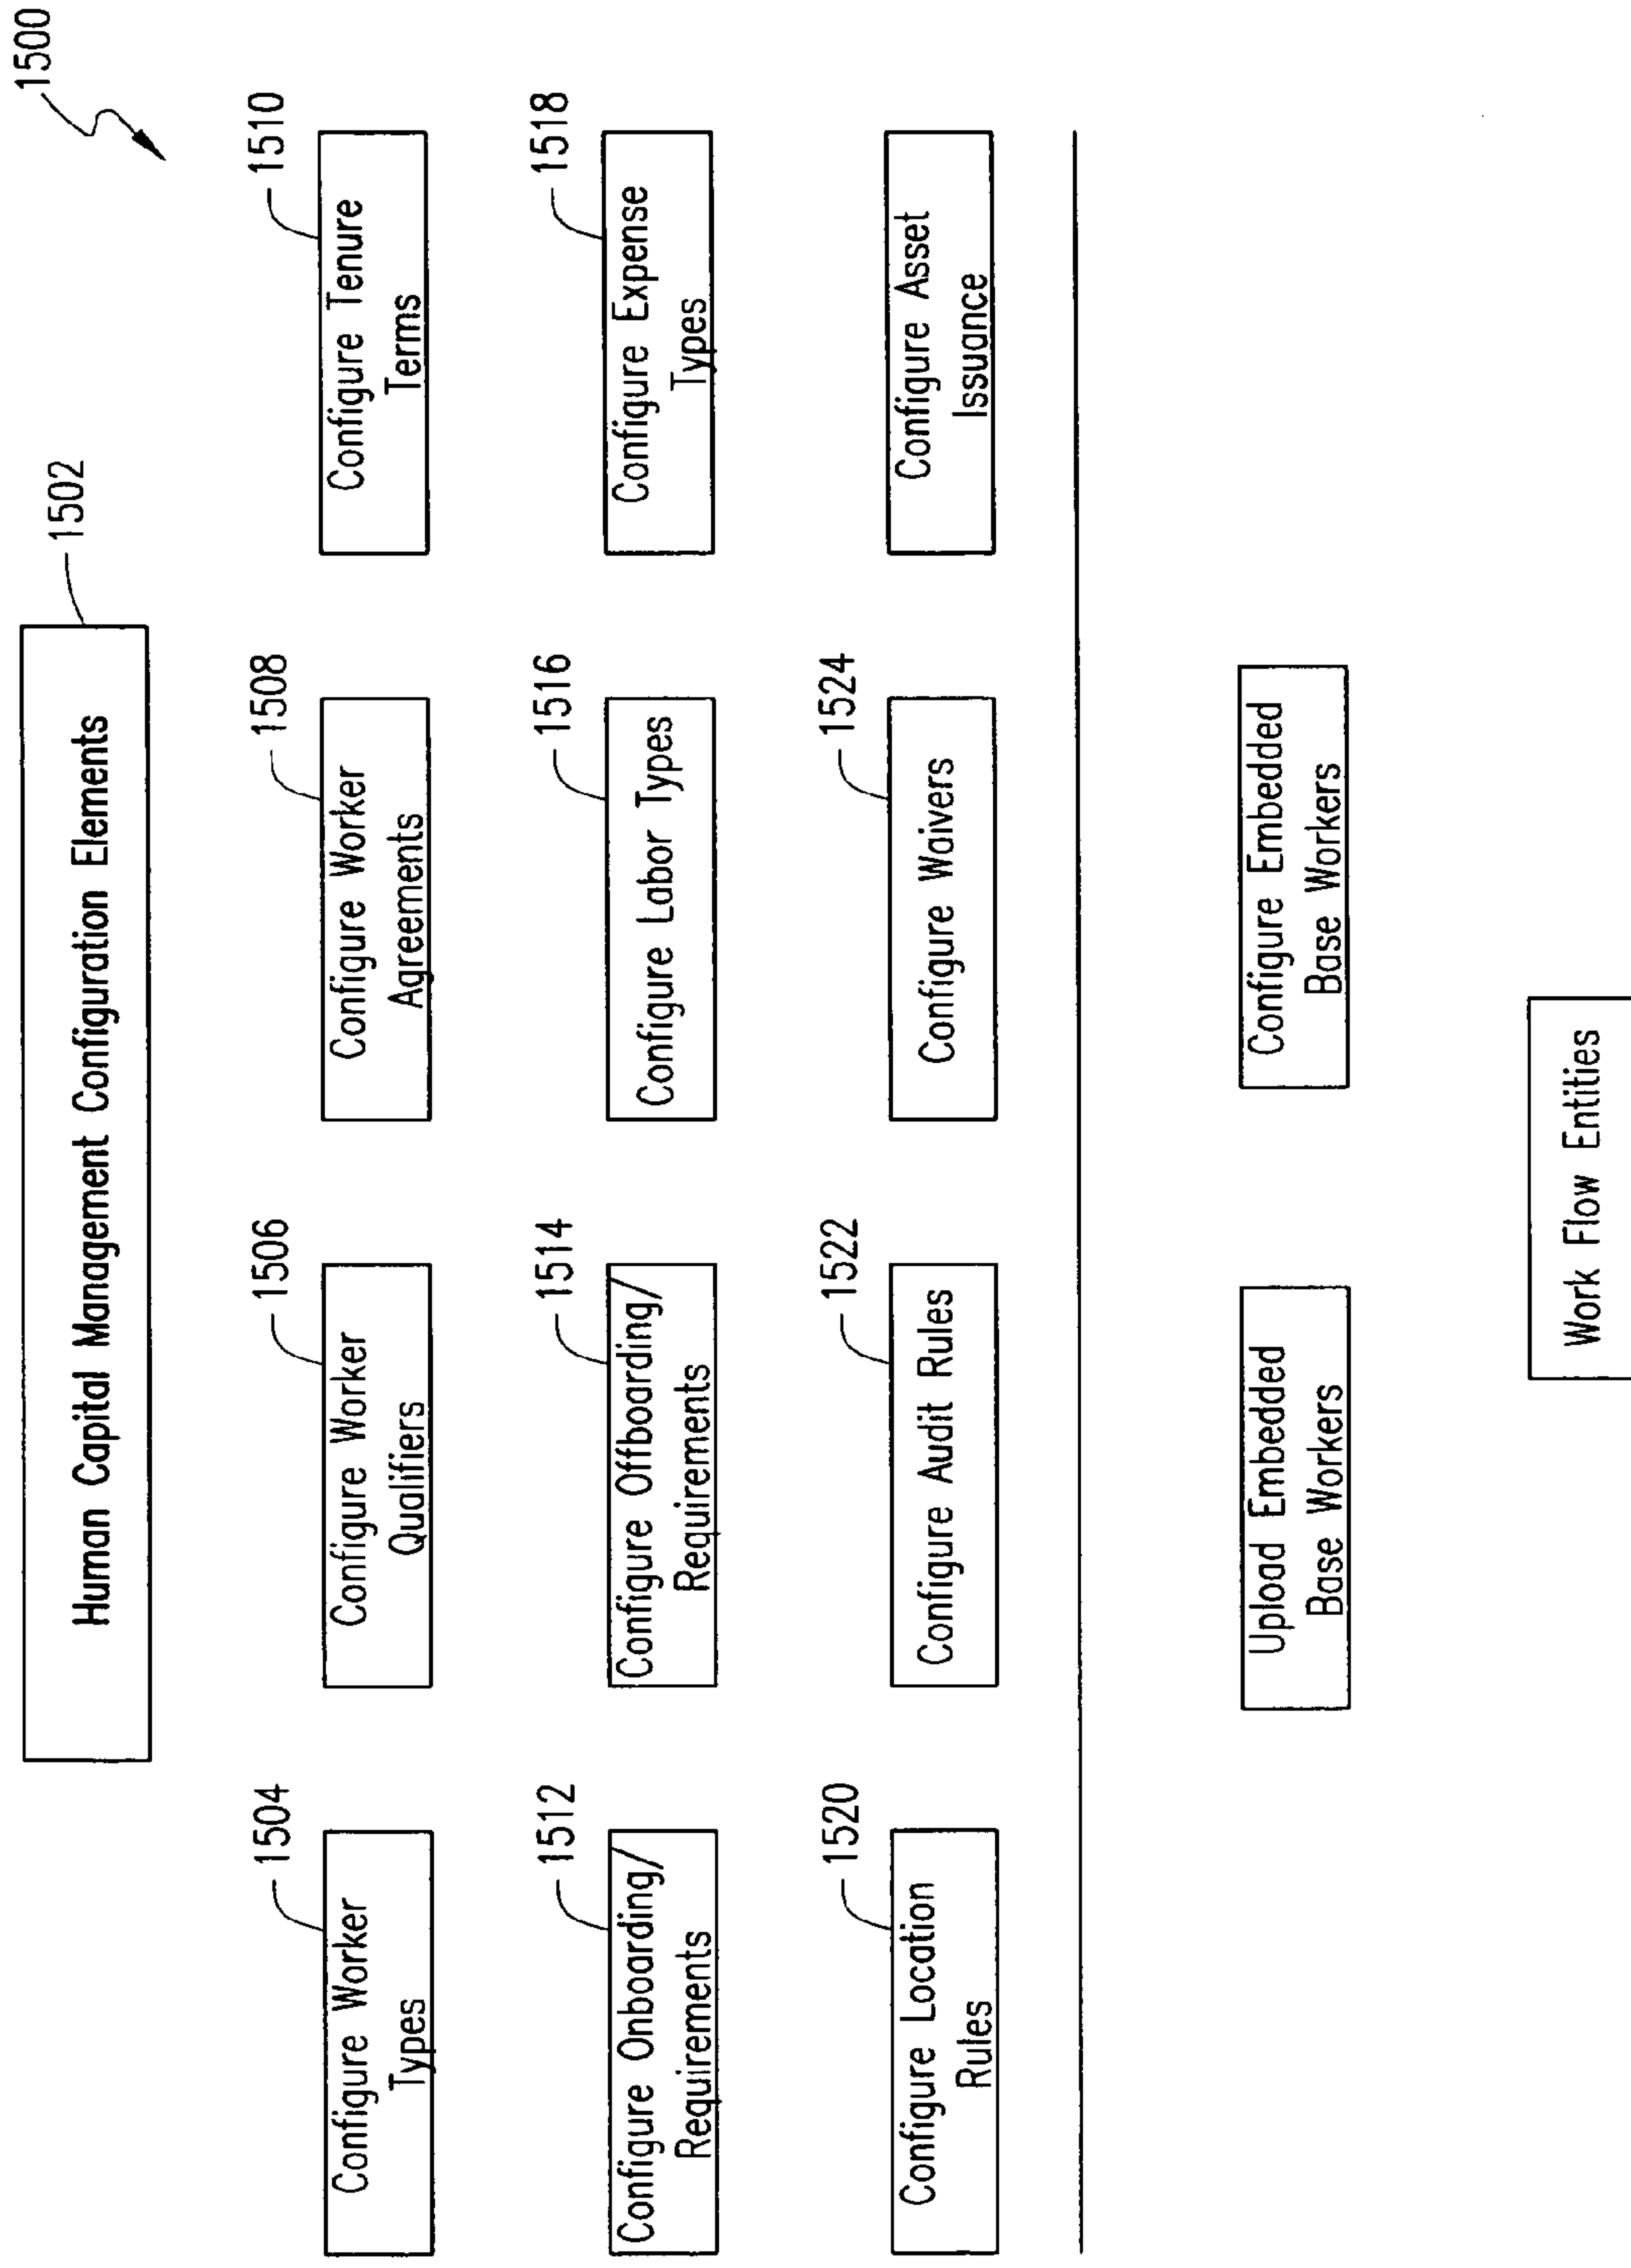 1500
Human Capital Management Configuration Elements
1502
1504
1506
1508
1510
Configure Worker
Types
Configure Worker
Qualifiers
Configure Worker
Agreements
Configure Tenure
Terms
1512
1514
1516
1518
Configure Onboarding/
Requirements
Configure Offboarding/
Requirements
Configure Labor Types
Configure Expense
Types
1520
1522
1524
Configure Location
Rules
Configure Audit Rules
Configure Waivers
Configure Asset
Issuance
Upload Embedded
Base Workers
Configure Embedded
Base Workers
Work Flow Entities